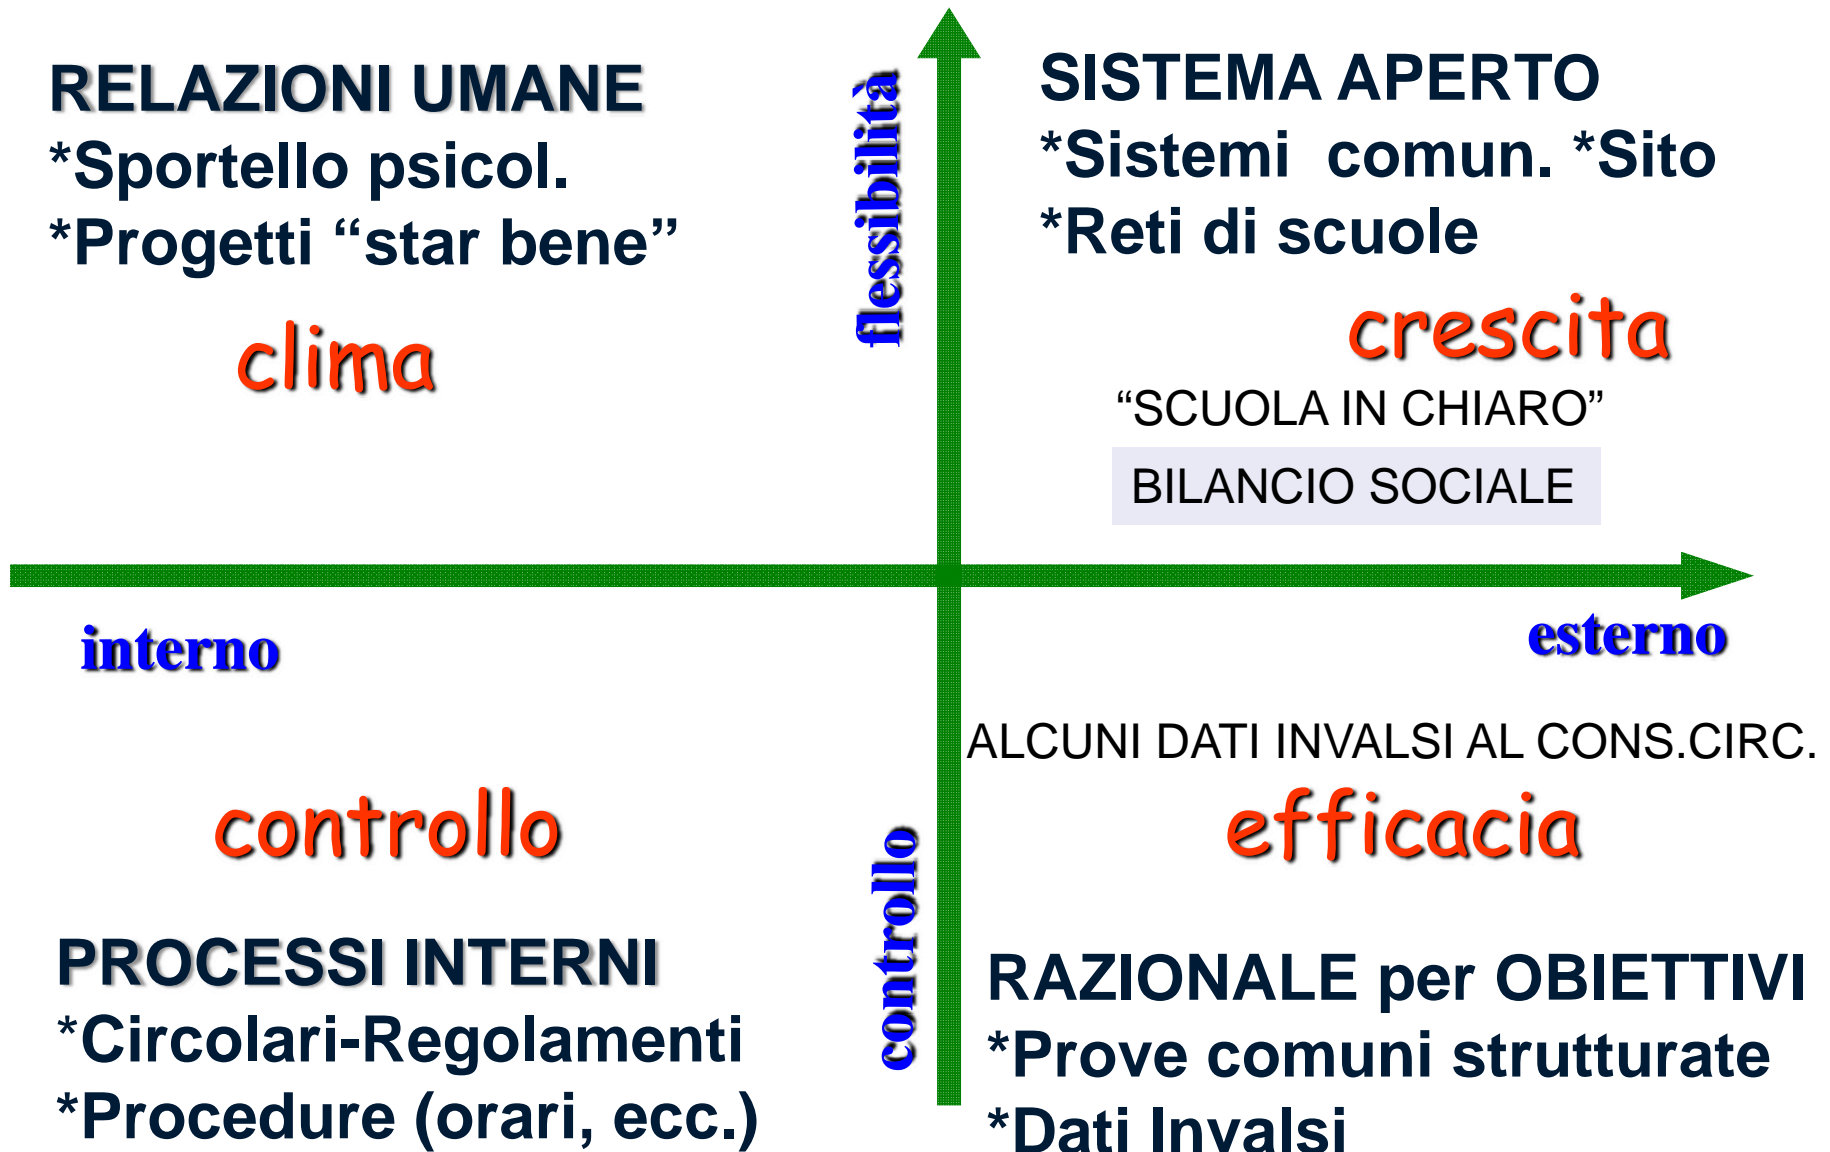 RELAZIONI UMANE
*Sportello psicol.
*Progetti “star bene”
clima
flessibilità
SISTEMA APERTO
*Sistemi comun. *Sito
*Reti di scuole
crescita
“SCUOLA IN CHIARO”
BILANCIO SOCIALE
interno
esterno
controllo
PROCESSI INTERNI
*Circolari-Regolamenti
*Procedure (orari, ecc.)
controllo
ALCUNI DATI INVALSI AL CONS.CIRC.
efficacia
RAZIONALE per OBIETTIVI
*Prove comuni strutturate
*Dati Invalsi